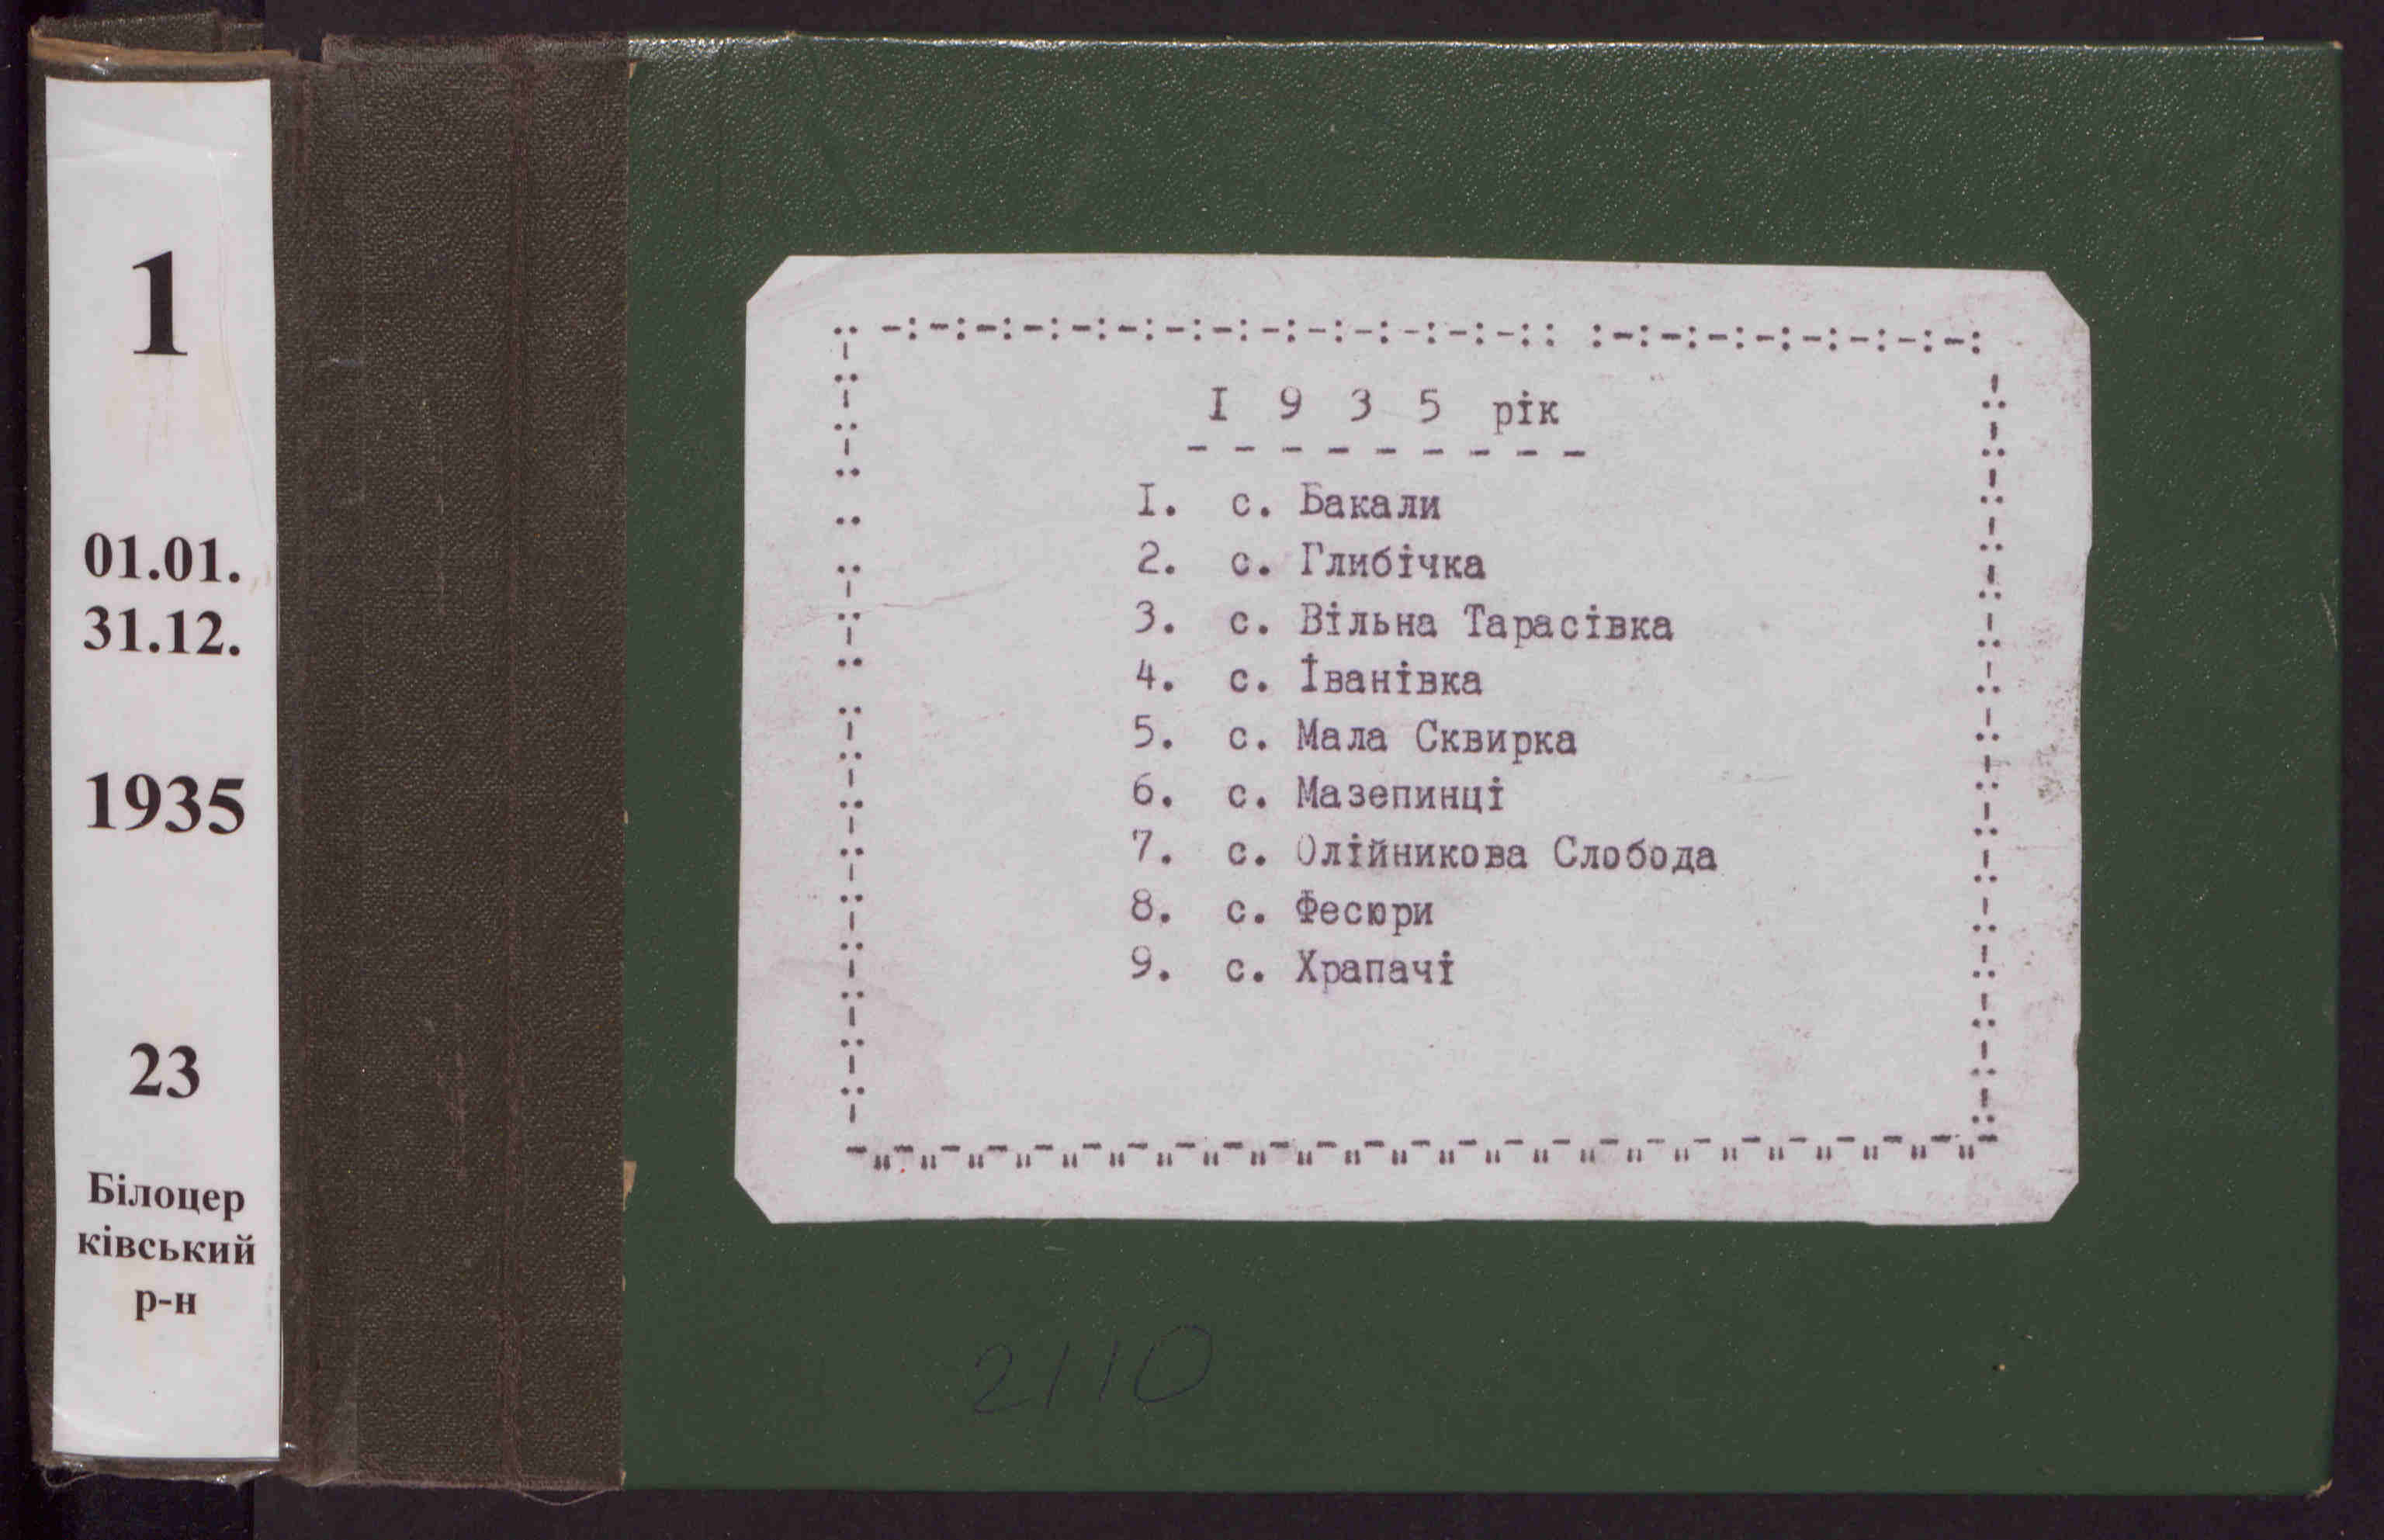 1
01.01.
31.12.
1935
23
Білоцер
ківський
р-н
I 9 3 5 рік
I. с. Бакали
2. с. Глибічка
3. с. Вільна Тарасівка
4. с. Іванівка
5. с. Мала Сквирка
6. с. Мазепинці
7. с. Олійникова Слобода
8. с. Фесюри
9. с. Храпачі
2110